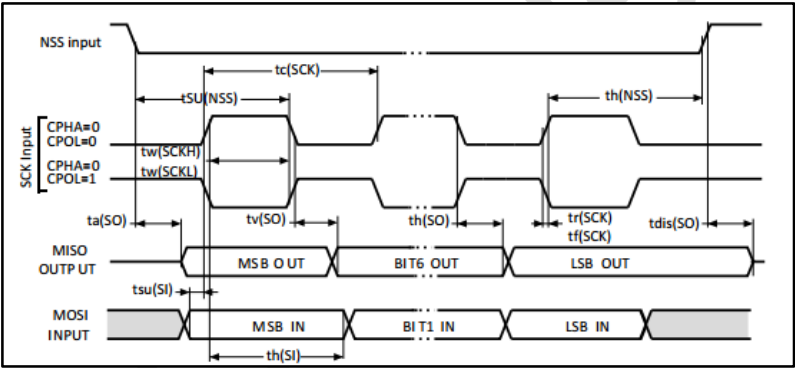 NSS input
tc(SCK)
tSU(NSS)
th(NSS)
SCK Input
CPHA=0
CPOL=0
tw(SCKH)
CPHA=0
CPOL=1
tw(SCKL)
ta(SO)
tv(SO)
th(SO)
tr(SCK)
tf(SCK)
tdis(SO)
MISO
OUTP UT
MSB OUT
BIT6 OUT
LSB OUT
tsu(SI)
MOSI
INPUT
MSB IN
BIT1 IN
LSB IN
th(SI)